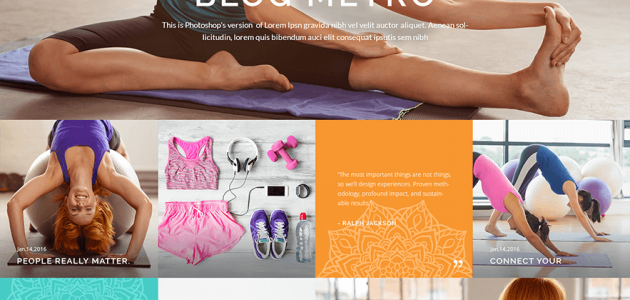 BLOG METRO
This is Photoshop's version of Lorem Ipsn gravida nibh vel velit auctor aliquet. Aenean sol-
licitudin, lorem quis bibendum auci elit consequat ipsutis sem nibh
"The most important things are not things,
so we'll design experiences. Proven meth-
odology, profound impact, and sustain-
able results."
- RALPH JACKSON
”
Jan,14,2016
PEOPLE REALLY MATTER.
Jan,14,2016
CONNECT YOUR